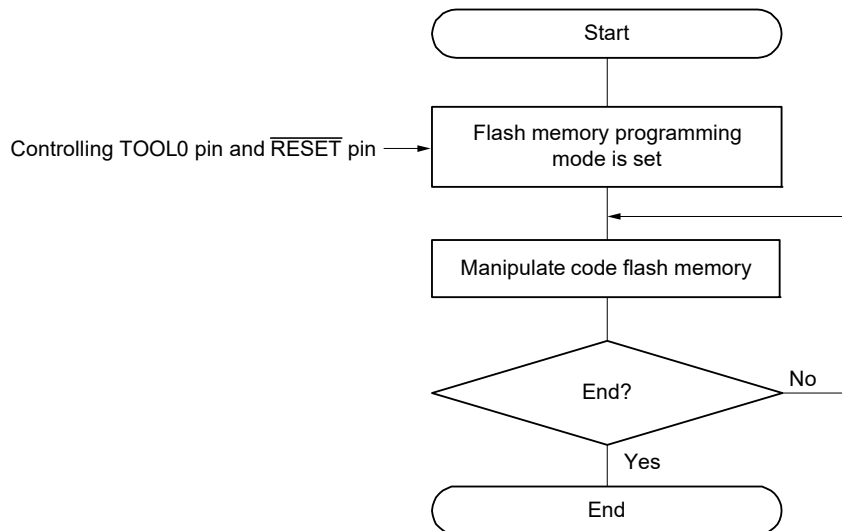 Start
Controlling TOOL0 pin and RESET pin
Flash memory programming
mode is set
Manipulate code flash memory
End?
No
Yes
End